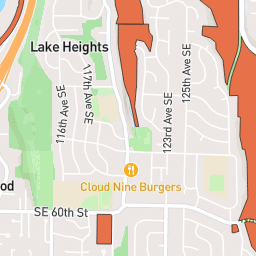 Lake Heights
116th Ave SE
117th Ave SE
123rd Ave SE
125th Ave SE
Cloud Nine Burgers
od
SE 60th St